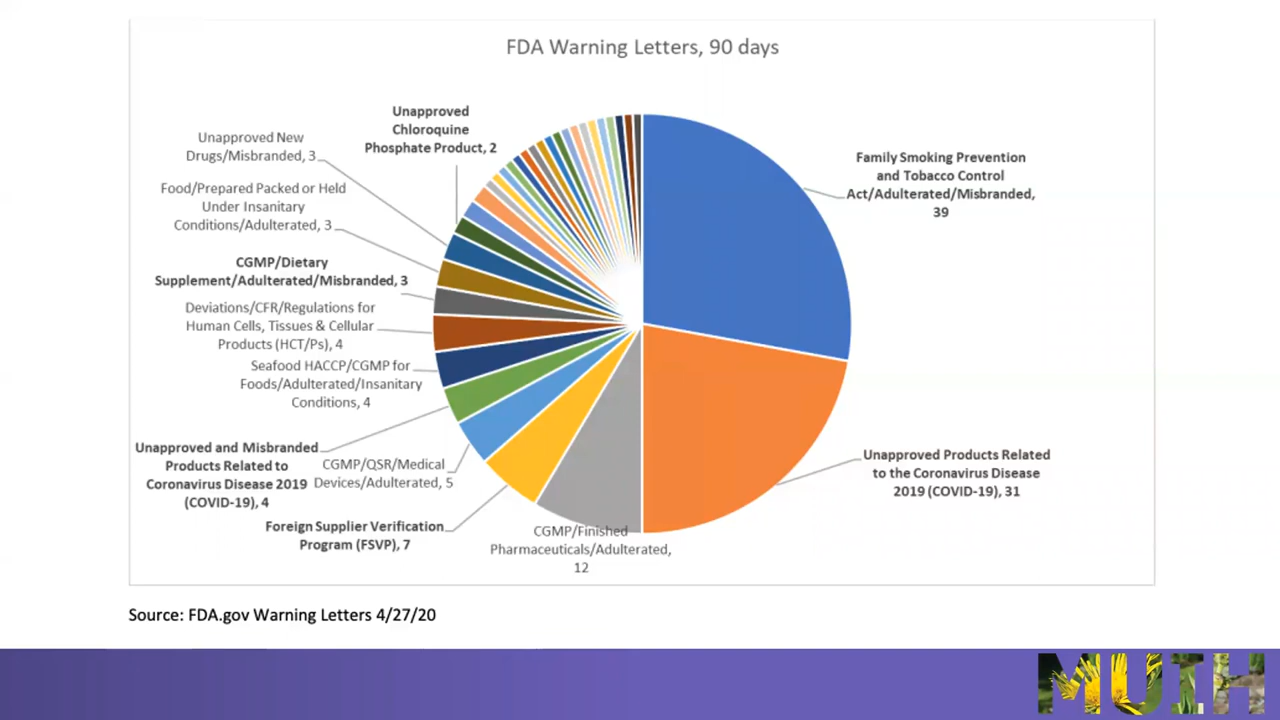 FDA Warning Letters, 90 days
Unapproved
Chloroquine
Phosphate Product, 2
Unapproved New
Drugs/Misbranded, 3
Food/Prepared Packed or Held
Under Insanitary
Conditions/Adulterated, 3
CGMP/Dietary
Supplement/Adulterated/Misbranded, 3
Deviations/CFR/Regulations for
Human Cells, Tissues & Cellular
Products (HCT/Ps), 4
Seafood HACCP/CGMP for
Foods/Adulterated/Insanitary
Conditions, 4
Unapproved and Misbranded
Products Related to
Coronavirus Disease 2019
(COVID-19), 4
CGMP/QSR/Medical
Devices/Adulterated, 5
Foreign Supplier Verification
Program (FSVP), 7
CGMP/Finished
Pharmaceuticals/Adulterated,
12
Family Smoking Prevention
and Tobacco Control
Act/Adulterated/Misbranded,
39
Unapproved Products Related
to the Coronavirus Disease
2019 (COVID-19), 31
Source: FDA.gov Warning Letters 4/27/20
MUIH